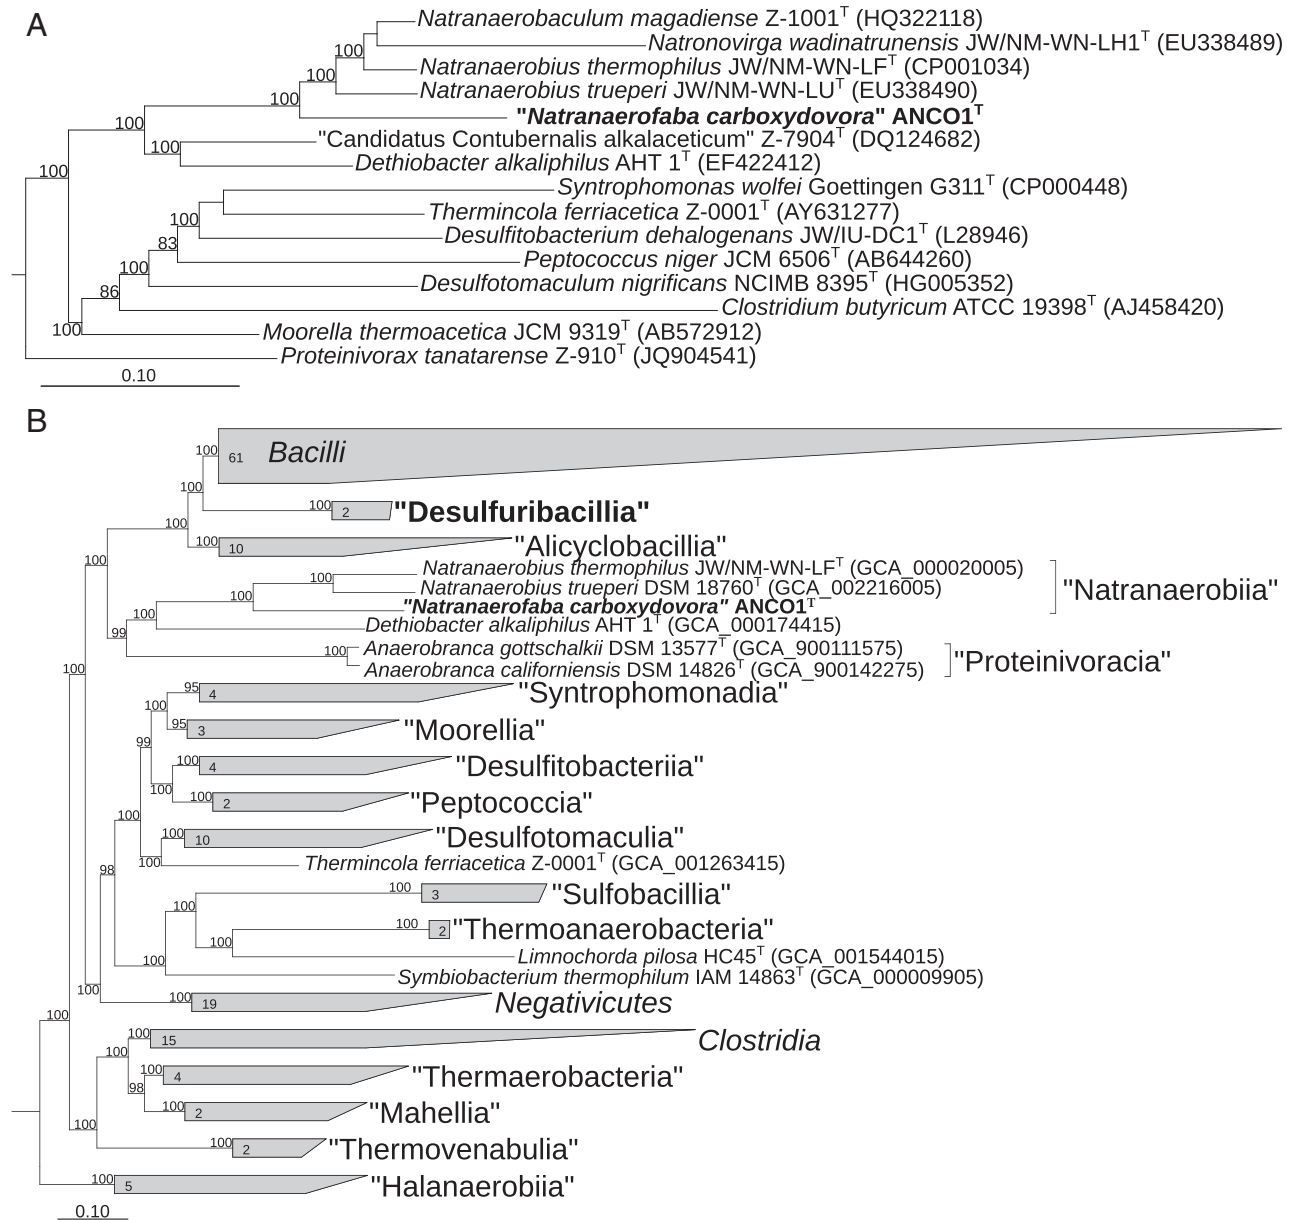 A
Natranaerobaculum magadiense Z-1001T (HQ322118)
100
Natronovirga wadinatrunensis JW/NM-WN-LH1T (EU338489)
100
Natranaerobius thermophilus JW/NM-WN-LFT (CP001034)
100
Natranaerobius trueperi JW/NM-WN-LUT (EU338490)
"Natranaerofaba carboxydovora" ANCO1T
100
"Candidatus Contubernalis alkalaceticum" Z-7904T (DQ124682)
100
Dethiobacter alkaliphilus AHT 1T (EF422412)
100
Syntrophomonas wolfei Goettingen G311T (CP000448)
Thermincola ferriacetica Z-0001T (AY631277)
100
Desulfitobacterium dehalogenans JW/IU-DC1T (L28946)
83
Peptococcus niger JCM 6506T (AB644260)
100
Desulfotomaculum nigrificans NCIMB 8395T (HG005352)
86
Clostridium butyricum ATCC 19398T (AJ458420)
100
Moorella thermoacetica JCM 9319T (AB572912)
Proteinivorax tanatarense Z-910T (JQ904541)
0.10
B
100
61 Bacilli
100
100 2 "Desulfuribacillia"
100
100 10 "Alicyclobacillia"
100
Natranaerobius thermophilus JW/NM-WN-LFT (GCA_000020005)
100
Natranaerobius trueperi DSM 18760T (GCA_002216005)
"Natranaerobiia"
100
"Natranaerofaba carboxydovora" ANCO1T
100
Dethiobacter alkaliphilus AHT 1T (GCA_000174415)
99
Anaerobranca gottschalkii DSM 13577T (GCA_900111575)
100
"Proteinivoracia"
Anaerobranca californiensis DSM 14826T (GCA_900142275)
100
95 4 "Syntrophomonadia"
100
95 3 "Moorellia"
99
100 4 "Desulfitobacteriia"
100
100 2 "Peptococcia"
100
100 10 "Desulfotomaculia"
100
Thermincola ferriacetica Z-0001T (GCA_001263415)
98
100 3 "Sulfobacillia"
100
100 2 "Thermoanaerobacteria"
100
Limnochorda pilosa HC45T (GCA_001544015)
100
Symbiobacterium thermophilum IAM 14863T (GCA_000009905)
100
100 19 Negativicutes
100
100 15 Clostridia
100
100 4 "Thermaerobacteria"
98
100 2 "Mahellia"
100
100 2 "Thermovenabulia"
100 5 "Halanaerobiia"
0.10